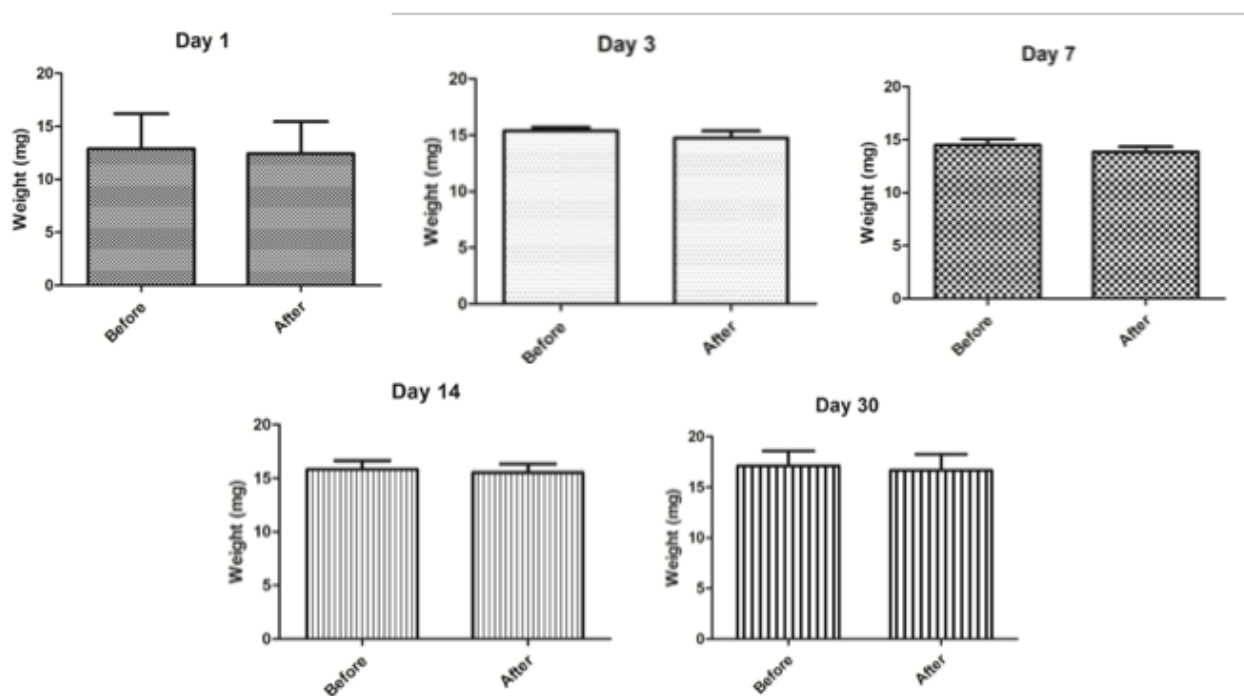 Day 1
20
15
10
5
0
Weight (mg)
Before
After
Day 3
20
15
10
5
0
Weight (mg)
Before
After
Day 7
20
15
10
5
0
Weight (mg)
Before
After
Day 14
20
15
10
5
0
Weight (mg)
Before
After
Day 30
20
15
10
5
0
Weight (mg)
Before
After